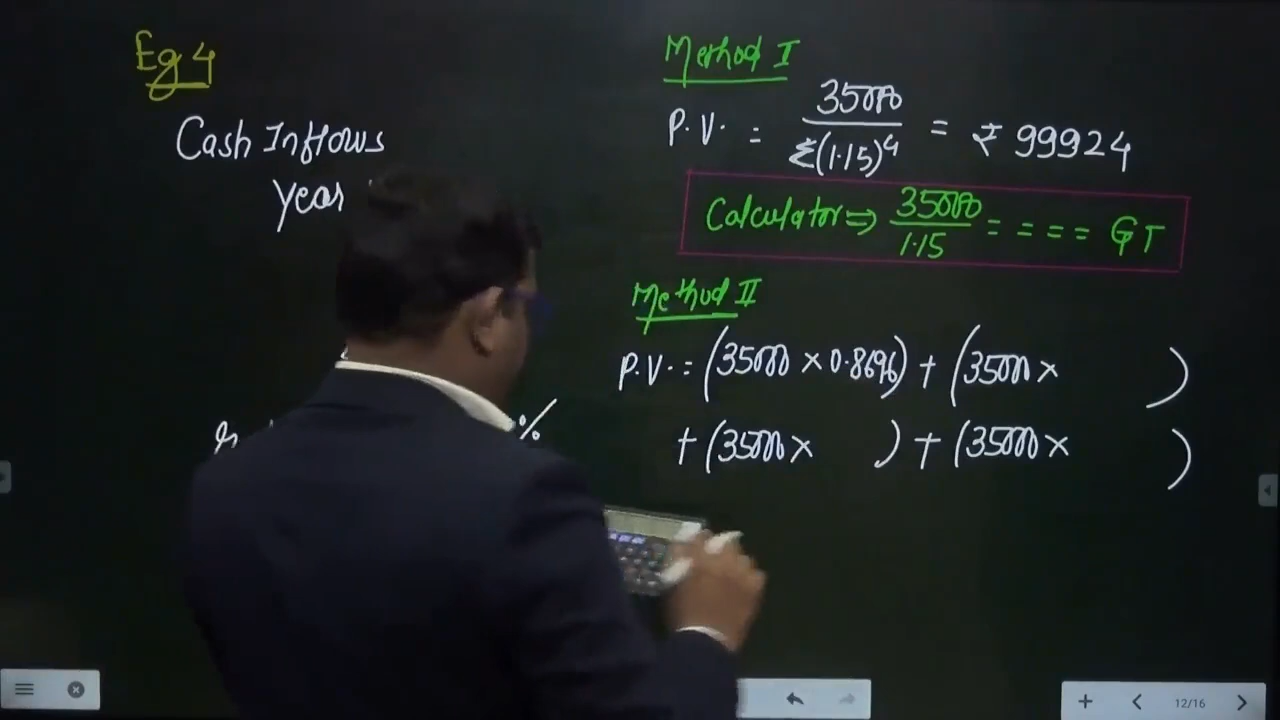 Eg 4
Cash Inflows
Year
%
Method I
P.V. = 35000 / Σ(1.15)^4 = ₹ 99924
Calculator ⇒ 35000 / 1.15 = = = = GT
Method II
P.V. = (35000 × 0.8696) + (35000 × )
+ (35000 × ) + (35000 × )
12/16